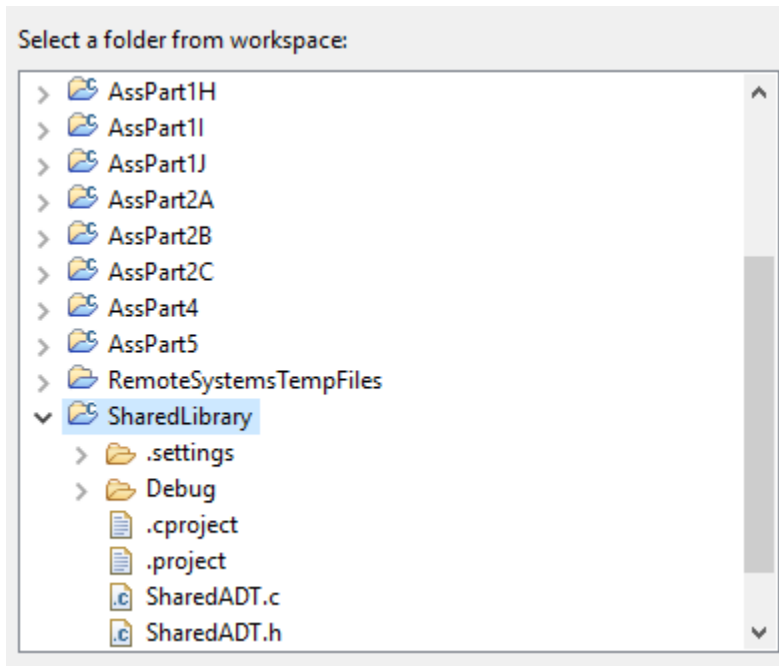 Select a folder from workspace:
AssPart1H
AssPart1I
AssPart1J
AssPart2A
AssPart2B
AssPart2C
AssPart4
AssPart5
RemoteSystemsTempFiles
SharedLibrary
.settings
Debug
.cproject
.project
SharedADT.c
SharedADT.h